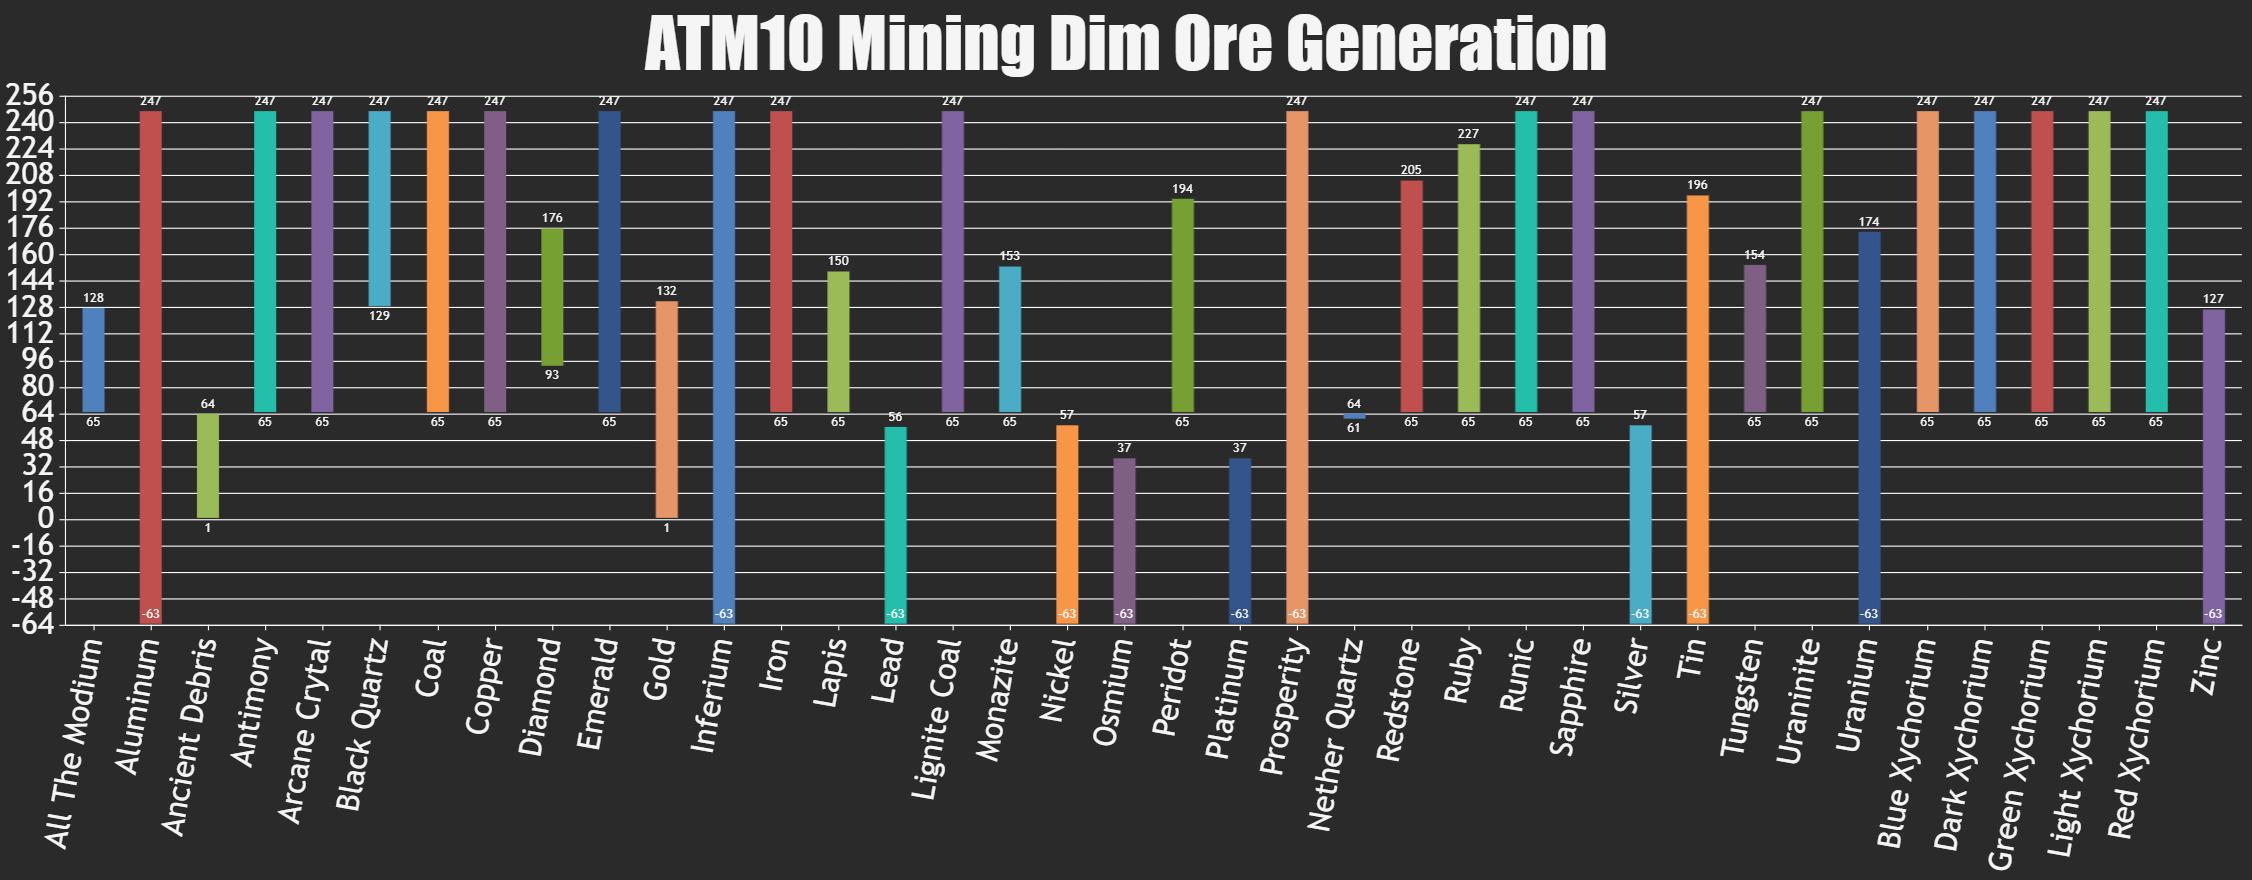 ATM10 Mining Dim Ore Generation
256
240
224
208
192
176
160
144
128
112
96
80
64
48
32
16
0
-16
-32
-48
-64
128
65
247
-63
64
1
247
65
247
65
247
129
247
65
247
65
176
93
247
65
132
1
247
-63
247
65
150
65
56
-63
247
65
153
65
57
-63
37
-63
194
65
37
-63
247
-63
64
61
205
65
227
65
247
65
247
65
57
-63
196
-63
154
65
247
65
174
-63
247
65
247
65
247
65
247
65
247
65
127
-63
All The Modium
Aluminum
Ancient Debris
Antimony
Arcane Crytal
Black Quartz
Coal
Copper
Diamond
Emerald
Gold
Inferium
Iron
Lapis
Lead
Lignite Coal
Monazite
Nickel
Osmium
Peridot
Platinum
Prosperity
Nether Quartz
Redstone
Ruby
Runic
Sapphire
Silver
Tin
Tungsten
Uraninite
Uranium
Blue Xychorium
Dark Xychorium
Green Xychorium
Light Xychorium
Red Xychorium
Zinc